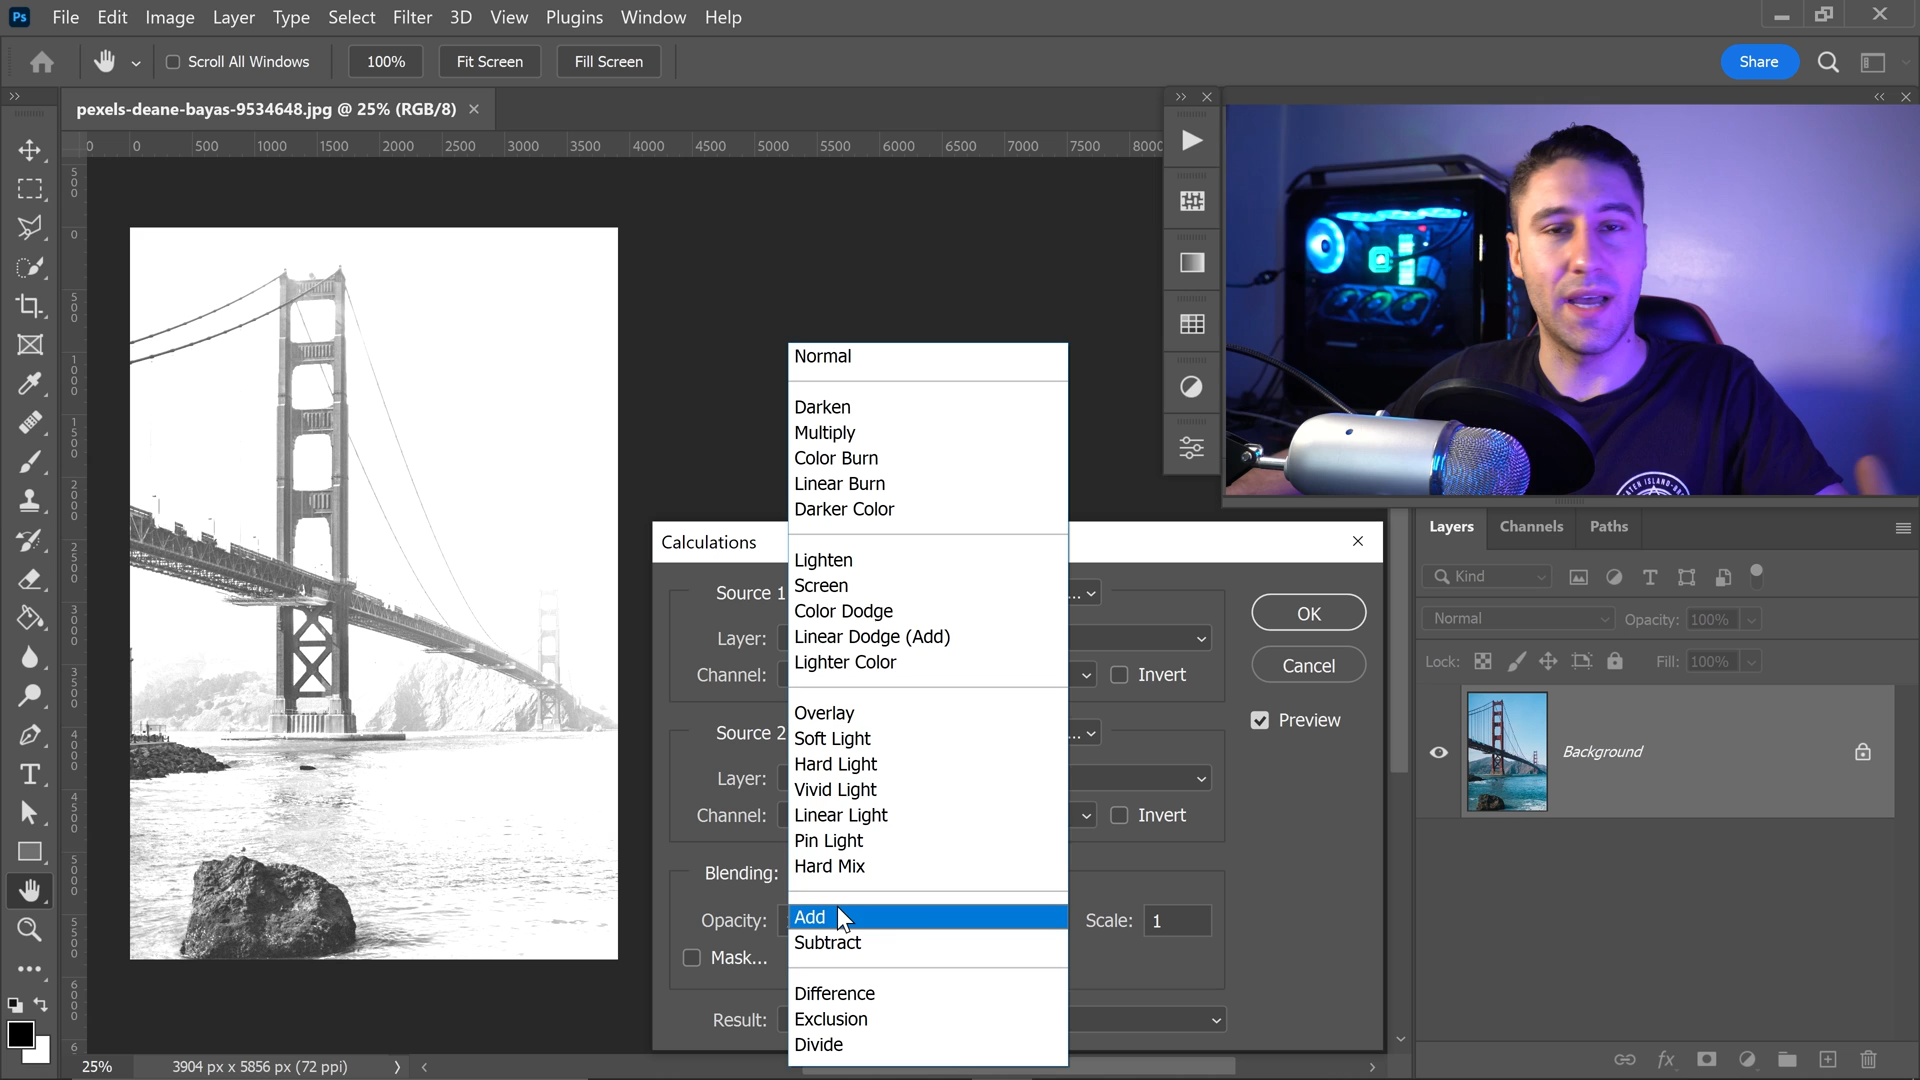 Ps File Edit Image Layer Type Select Filter 3D View Plugins Window Help
Scroll All Windows 100% Fit Screen Fill Screen Share
pexels-deane-bayas-9534648.jpg @ 25% (RGB/8)
0 0 500 1000 1500 2000 2500 3000 3500 4000 4500 5000 5500 6000 6500 7000 7500 8000
Normal
Darken
Multiply
Color Burn
Linear Burn
Darker Color
Lighten
Screen
Color Dodge
Linear Dodge (Add)
Lighter Color
Overlay
Soft Light
Hard Light
Vivid Light
Linear Light
Pin Light
Hard Mix
Add
Subtract
Difference
Exclusion
Divide
Calculations
Source 1
Layer:
Channel: Invert
Source 2
Layer:
Channel: Invert
Blending:
Opacity: Scale: 1
Mask...
Result:
OK
Cancel
Preview
Layers Channels Paths
Kind
Normal Opacity: 100%
Lock: Fill: 100%
Background
25% 3904 px x 5856 px (72 ppi)